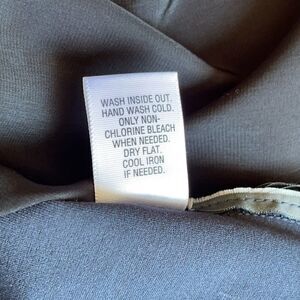 WASH INSIDE OUT.
HAND WASH COLD.
ONLY NON-
CHLORINE BLEACH
WHEN NEEDED.
DRY FLAT.
COOL IRON
IF NEEDED.